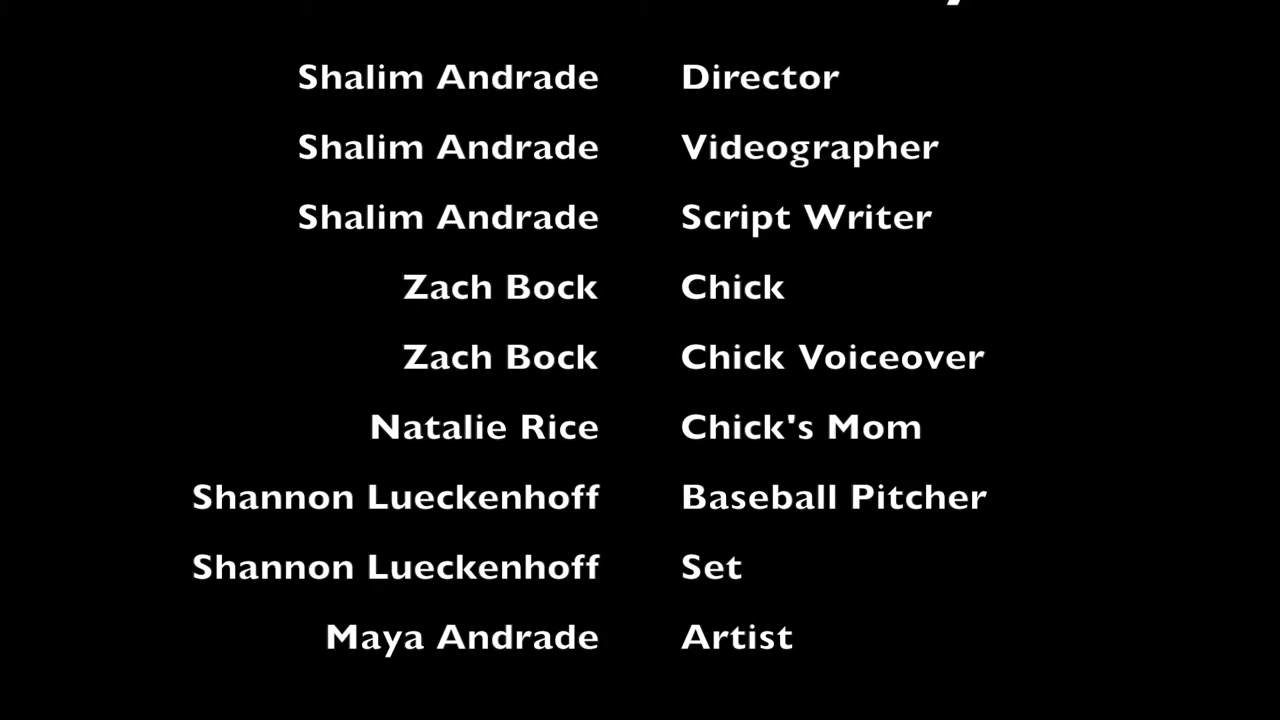 Shalim Andrade Director
Shalim Andrade Videographer
Shalim Andrade Script Writer
Zach Bock Chick
Zach Bock Chick Voiceover
Natalie Rice Chick's Mom
Shannon Lueckenhoff Baseball Pitcher
Shannon Lueckenhoff Set
Maya Andrade Artist